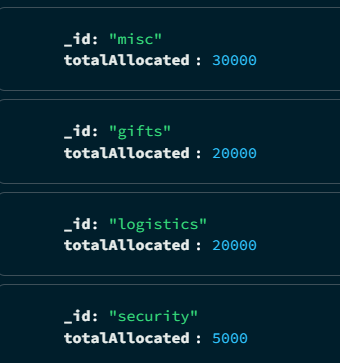 _id: "misc"
totalAllocated : 30000
_id: "gifts"
totalAllocated : 20000
_id: "logistics"
totalAllocated : 20000
_id: "security"
totalAllocated : 5000